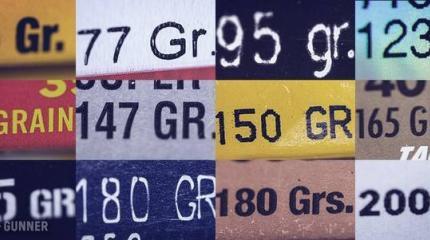 Gr.
77 Gr.
95 gr.
123
GRAIN
147 GR.
150 GR
165 G
GR
180 GR
180 Grs.
200
GUNNER